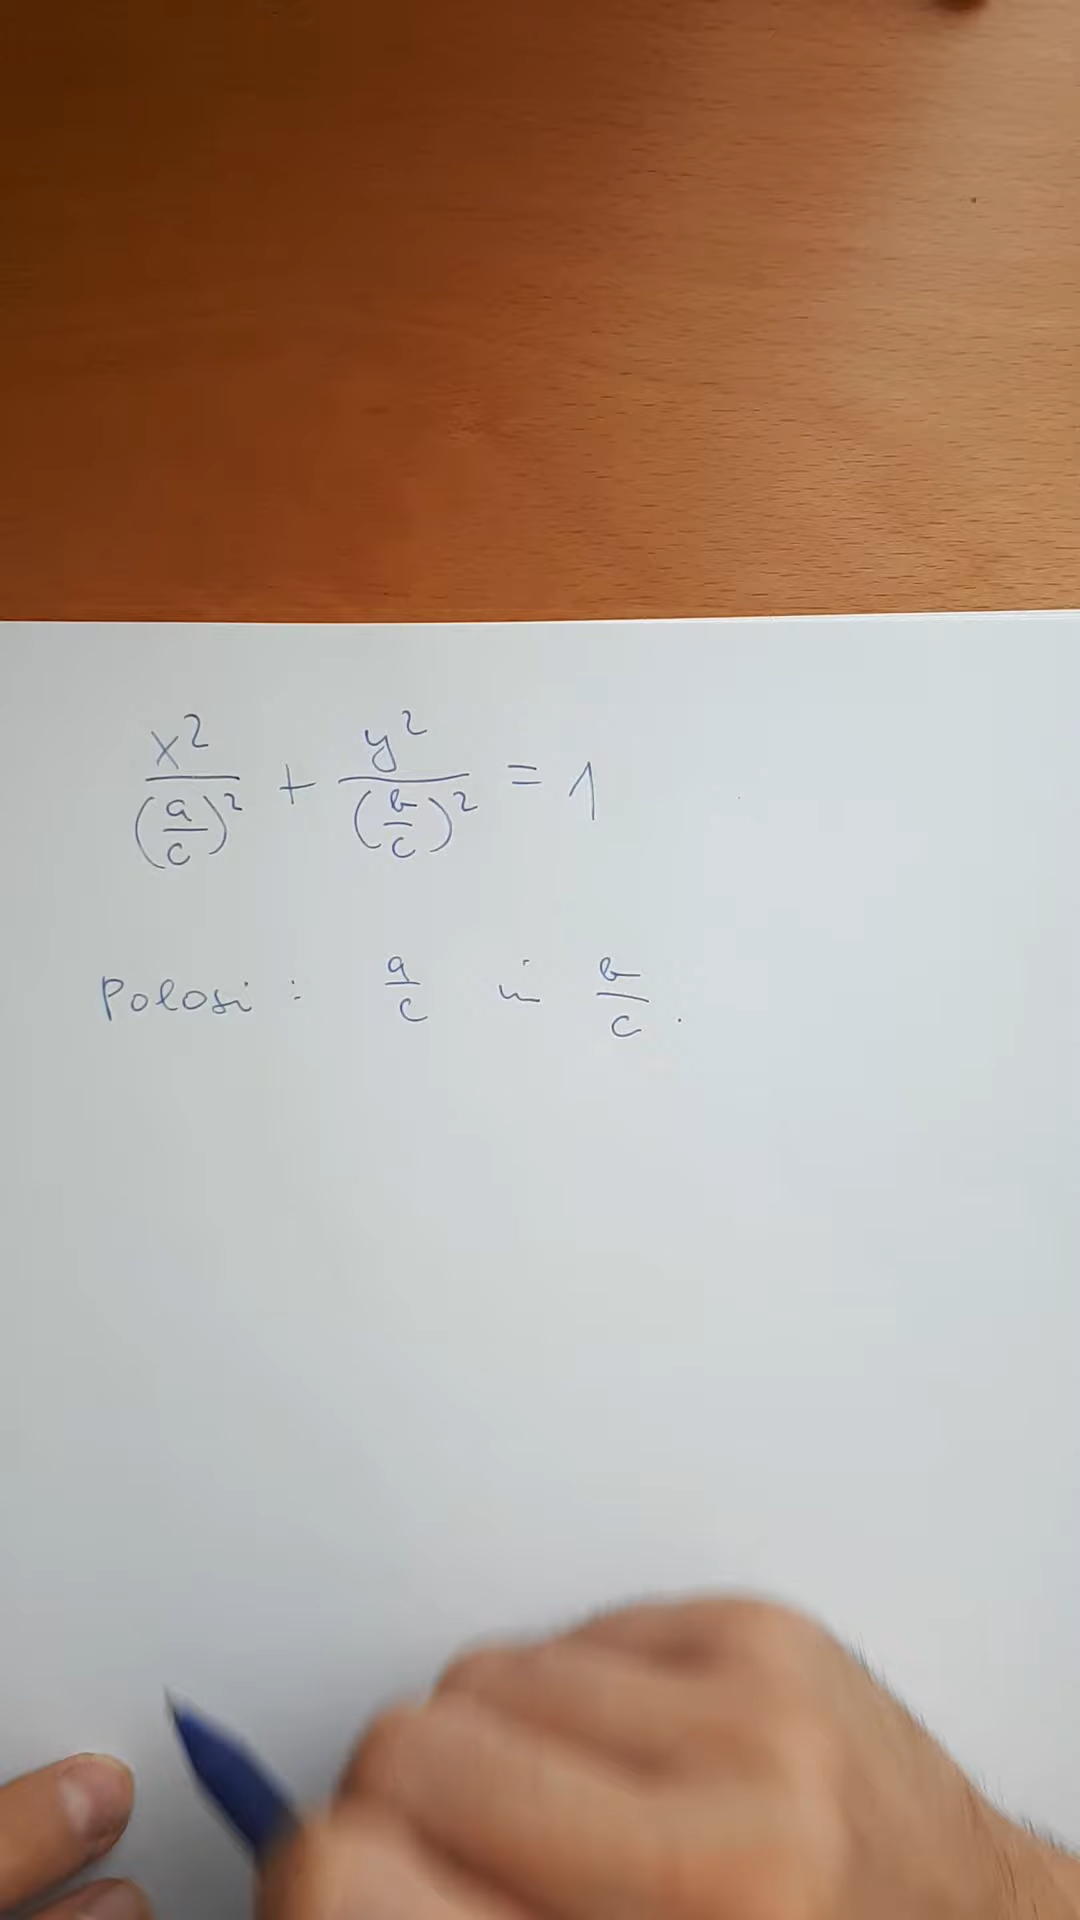 x²/(a/c)² + y²/(b/c)² = 1
Polosi: a/c in b/c.